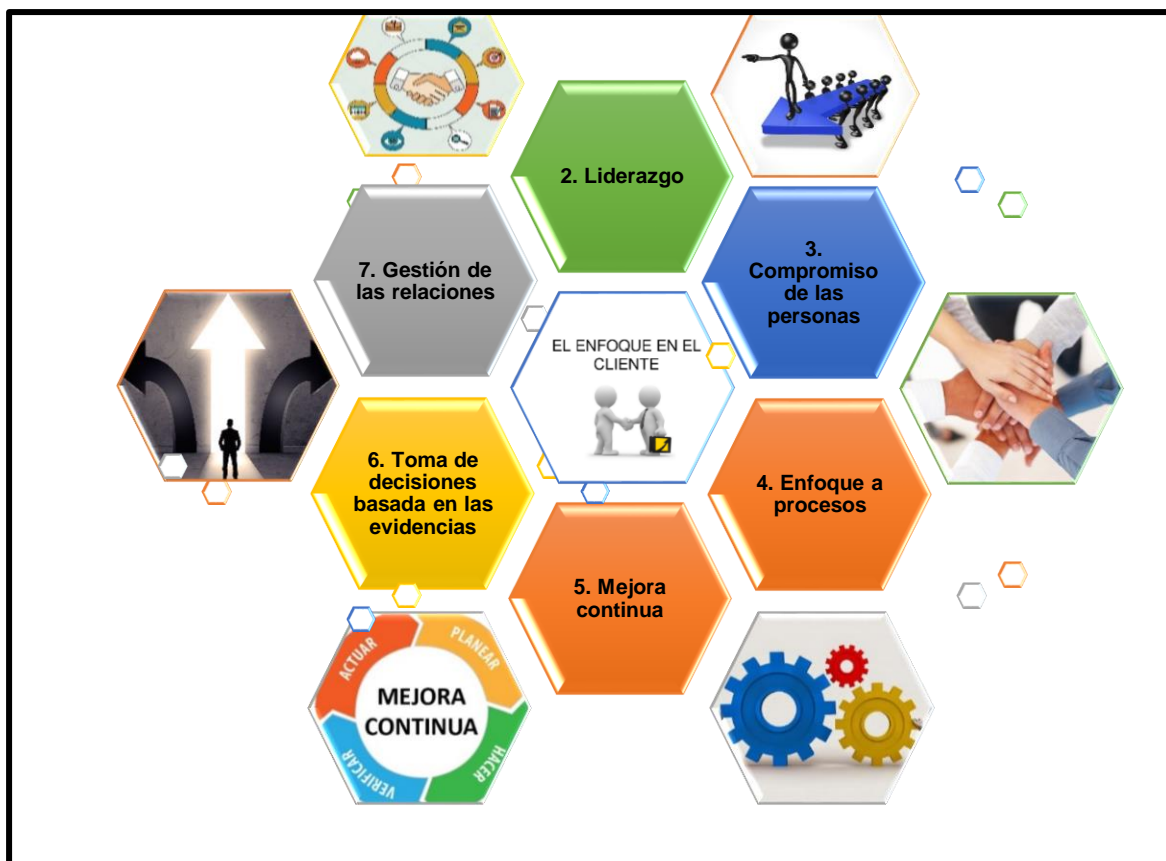 2. Liderazgo
3.
Compromiso
de las
personas
7. Gestión de
las relaciones
EL ENFOQUE EN EL
CLIENTE
4. Enfoque a
procesos
6. Toma de
decisiones
basada en las
evidencias
5. Mejora
continua
ACTUAR
PLANEAR
MEJORA
CONTINUA
VERIFICAR
HACER